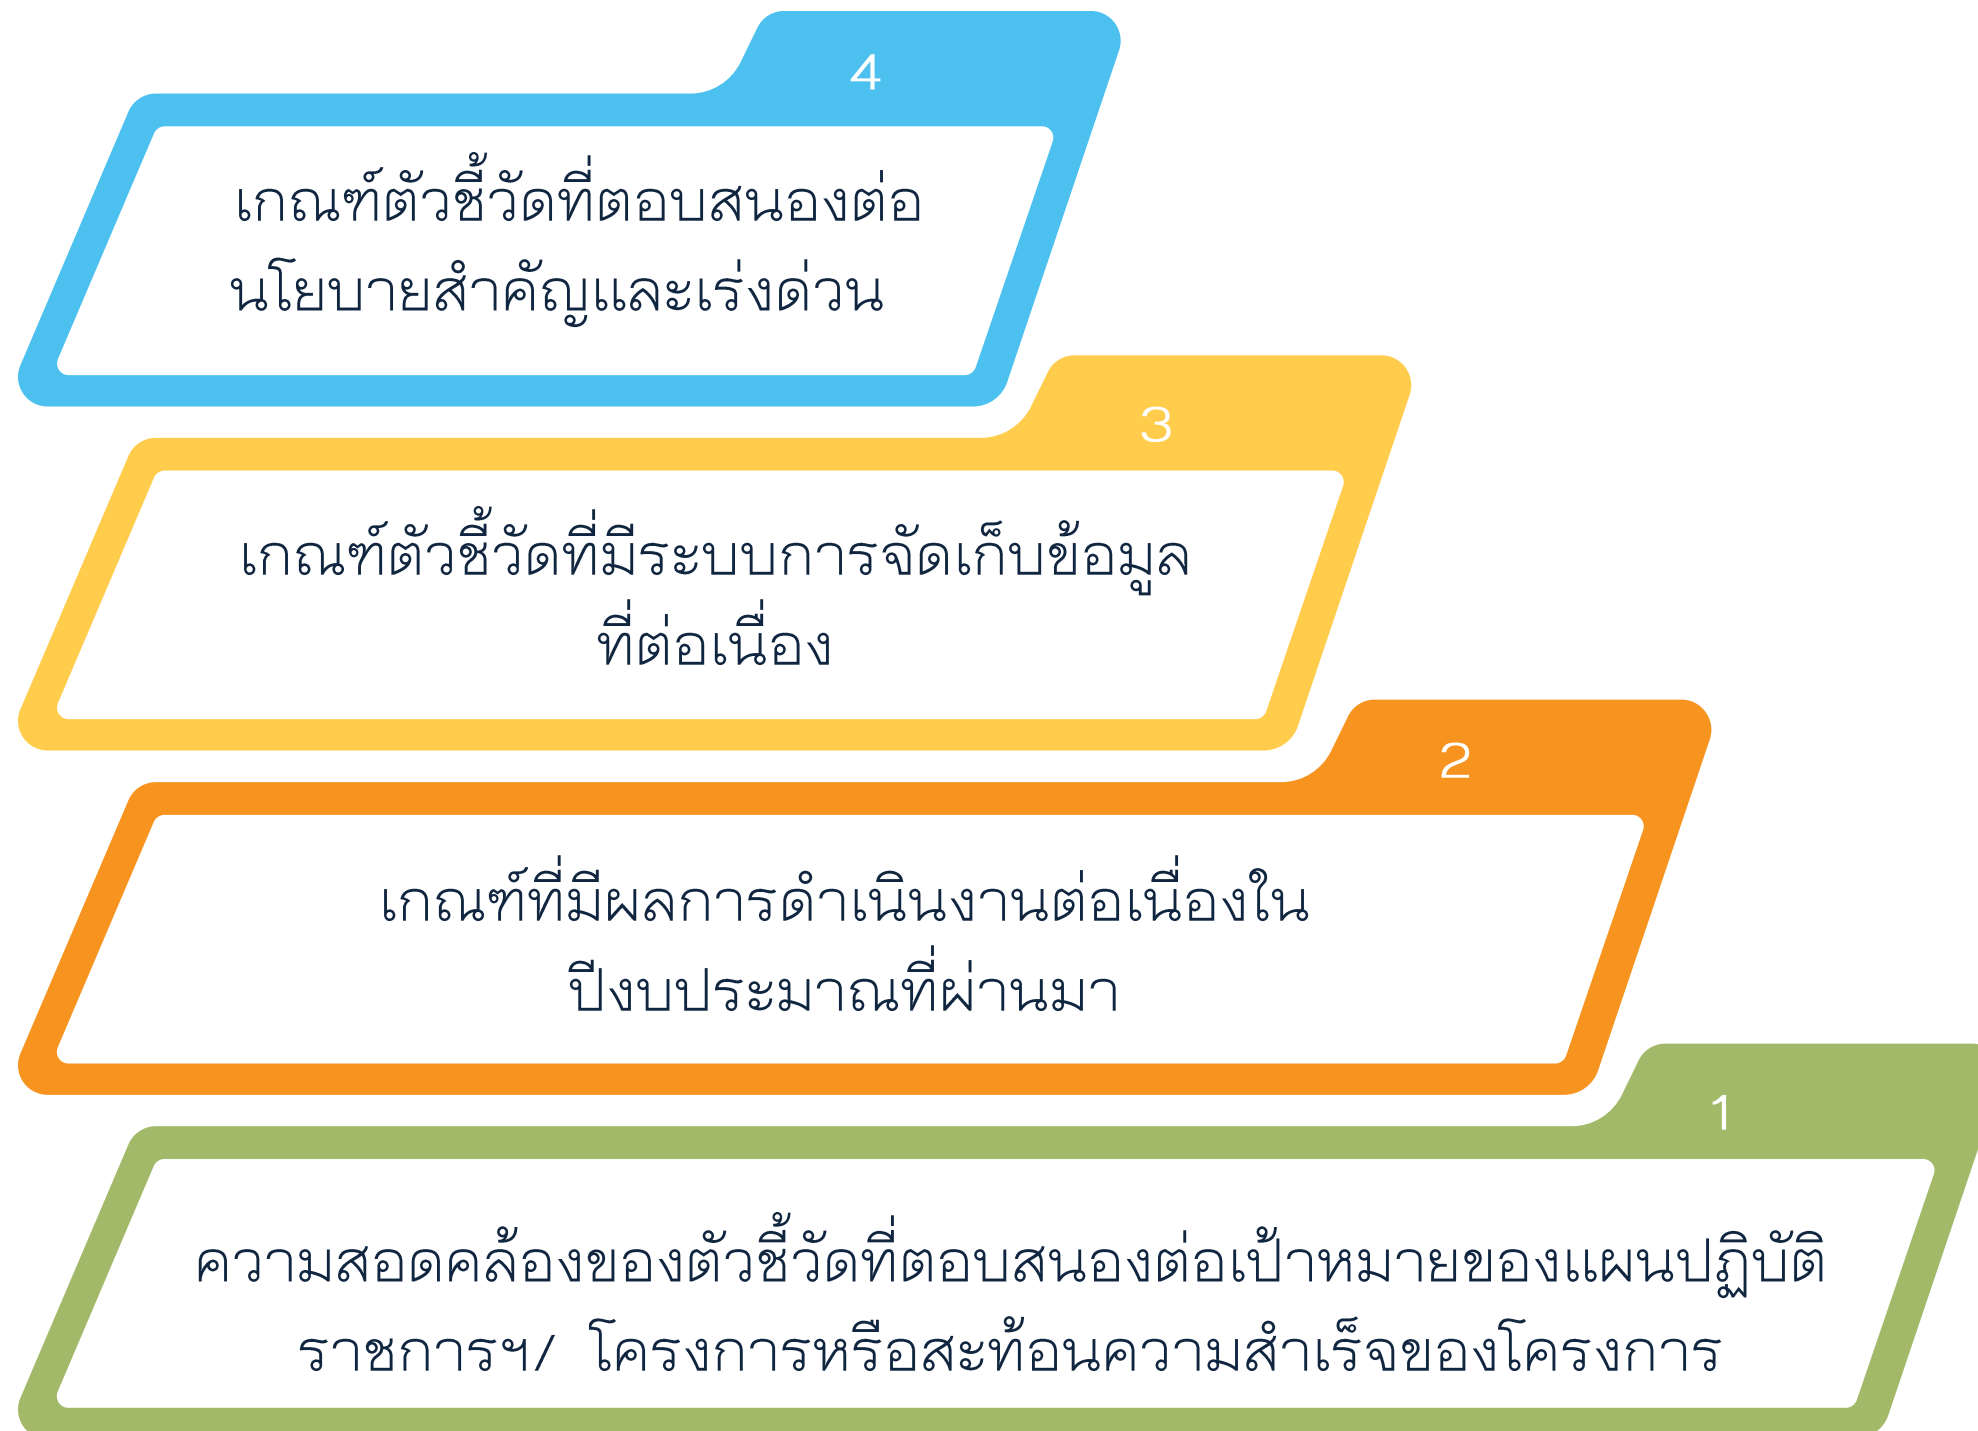 4
เกณฑ์ตัวชี้วัดที่ตอบสนองต่อ
นโยบายสำคัญและเร่งด่วน
3
เกณฑ์ตัวชี้วัดที่มีระบบการจัดเก็บข้อมูล
ที่ต่อเนื่อง
2
เกณฑ์ที่มีผลการดำเนินงานต่อเนื่องใน
ปีงบประมาณที่ผ่านมา
1
ความสอดคล้องของตัวชี้วัดที่ตอบสนองต่อเป้าหมายของแผนปฏิบัติ
ราชการฯ/ โครงการหรือสะท้อนความสำเร็จของโครงการ